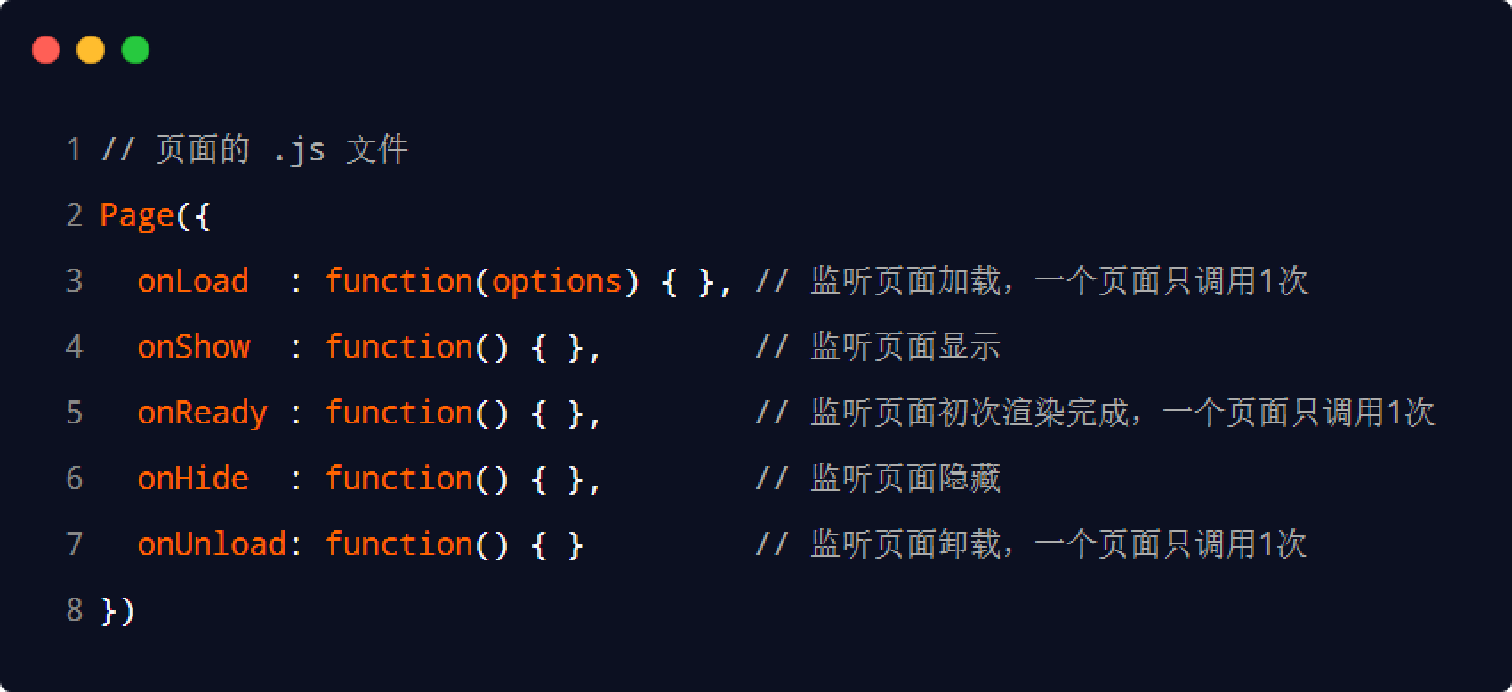 1 // 页面的 .js 文件
2 Page({
3   onLoad  : function(options) { }, // 监听页面加载，一个页面只调用1次
4   onShow  : function() { },        // 监听页面显示
5   onReady : function() { },        // 监听页面初次渲染完成，一个页面只调用1次
6   onHide  : function() { },        // 监听页面隐藏
7   onUnload: function() { }         // 监听页面卸载，一个页面只调用1次
8 })